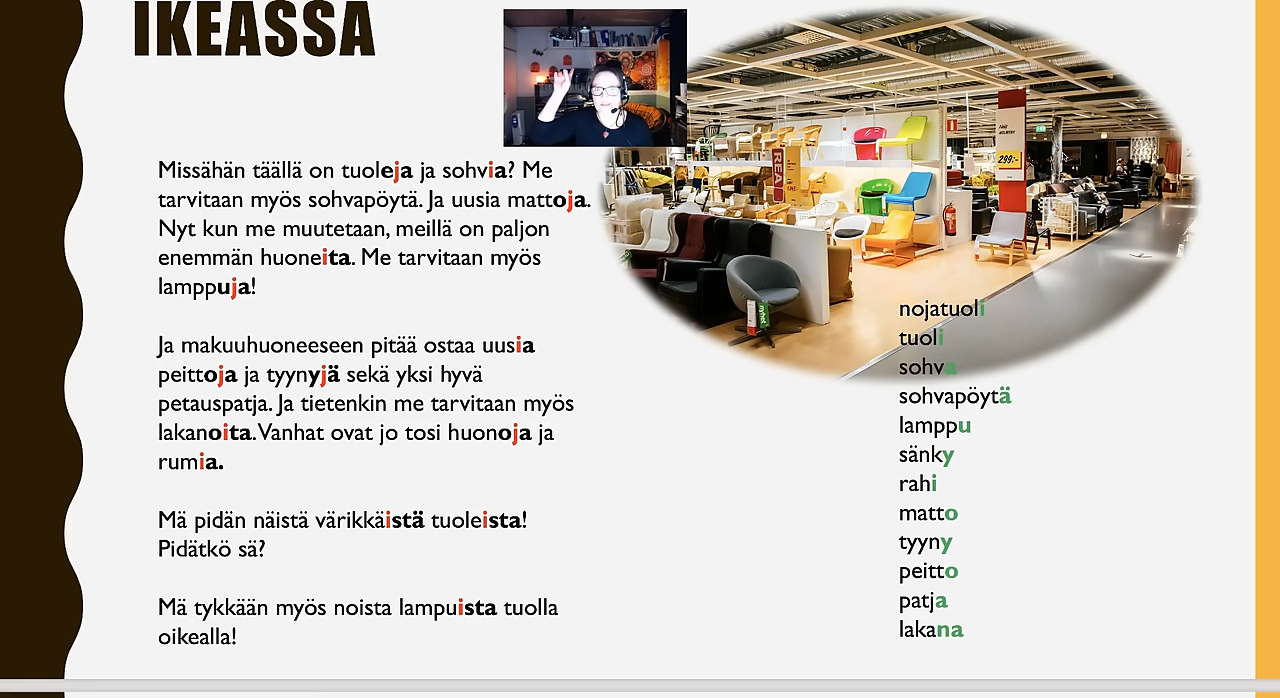 IKEASSA
Missähän täällä on tuoleja ja sohvia? Me
tarvitaan myös sohvapöytä. Ja uusia mattoja.
Nyt kun me muutetaan, meillä on paljon
enemmän huoneita. Me tarvitaan myös
lamppuja!
Ja makuuhuoneeseen pitää ostaa uusia
peittoja ja tyynyjä sekä yksi hyvä
petauspatja. Ja tietenkin me tarvitaan myös
lakanoita. Vanhat ovat jo tosi huonoja ja
rumia.
Mä pidän näistä värikkäistä tuoleista!
Pidätkö sä?
Mä tykkään myös noista lampuista tuolla
oikealla!
REA
299:-
nyhet
nojatuoli
tuoli
sohva
sohvapöytä
lamppu
sänky
rahi
matto
tyyny
peitto
patja
lakana